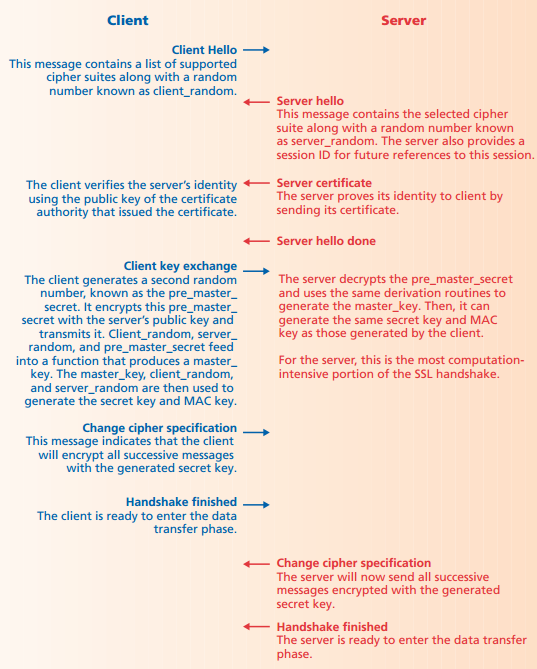 Client
Server
Client Hello
This message contains a list of supported
cipher suites along with a random
number known as client_random.
Server hello
This message contains the selected cipher
suite along with a random number known
as server_random. The server also provides a
session ID for future references to this session.
The client verifies the server's identity
using the public key of the certificate
authority that issued the certificate.
Server certificate
The server proves its identity to client by
sending its certificate.
Server hello done
Client key exchange
The client generates a second random
number, known as the pre_master_
secret. It encrypts this pre_master_
secret with the server's public key and
transmits it. Client_random, server_
random, and pre_master_secret feed
into a function that produces a master_
key. The master_key, client_random,
and server_random are then used to
generate the secret key and MAC key.
The server decrypts the pre_master_secret
and uses the same derivation routines to
generate the master_key. Then, it can
generate the same secret key and MAC
key as those generated by the client.
For the server, this is the most computation-
intensive portion of the SSL handshake.
Change cipher specification
This message indicates that the client
will encrypt all successive messages
with the generated secret key.
Handshake finished
The client is ready to enter the data
transfer phase.
Change cipher specification
The server will now send all successive
messages encrypted with the generated
secret key.
Handshake finished
The server is ready to enter the data transfer
phase.